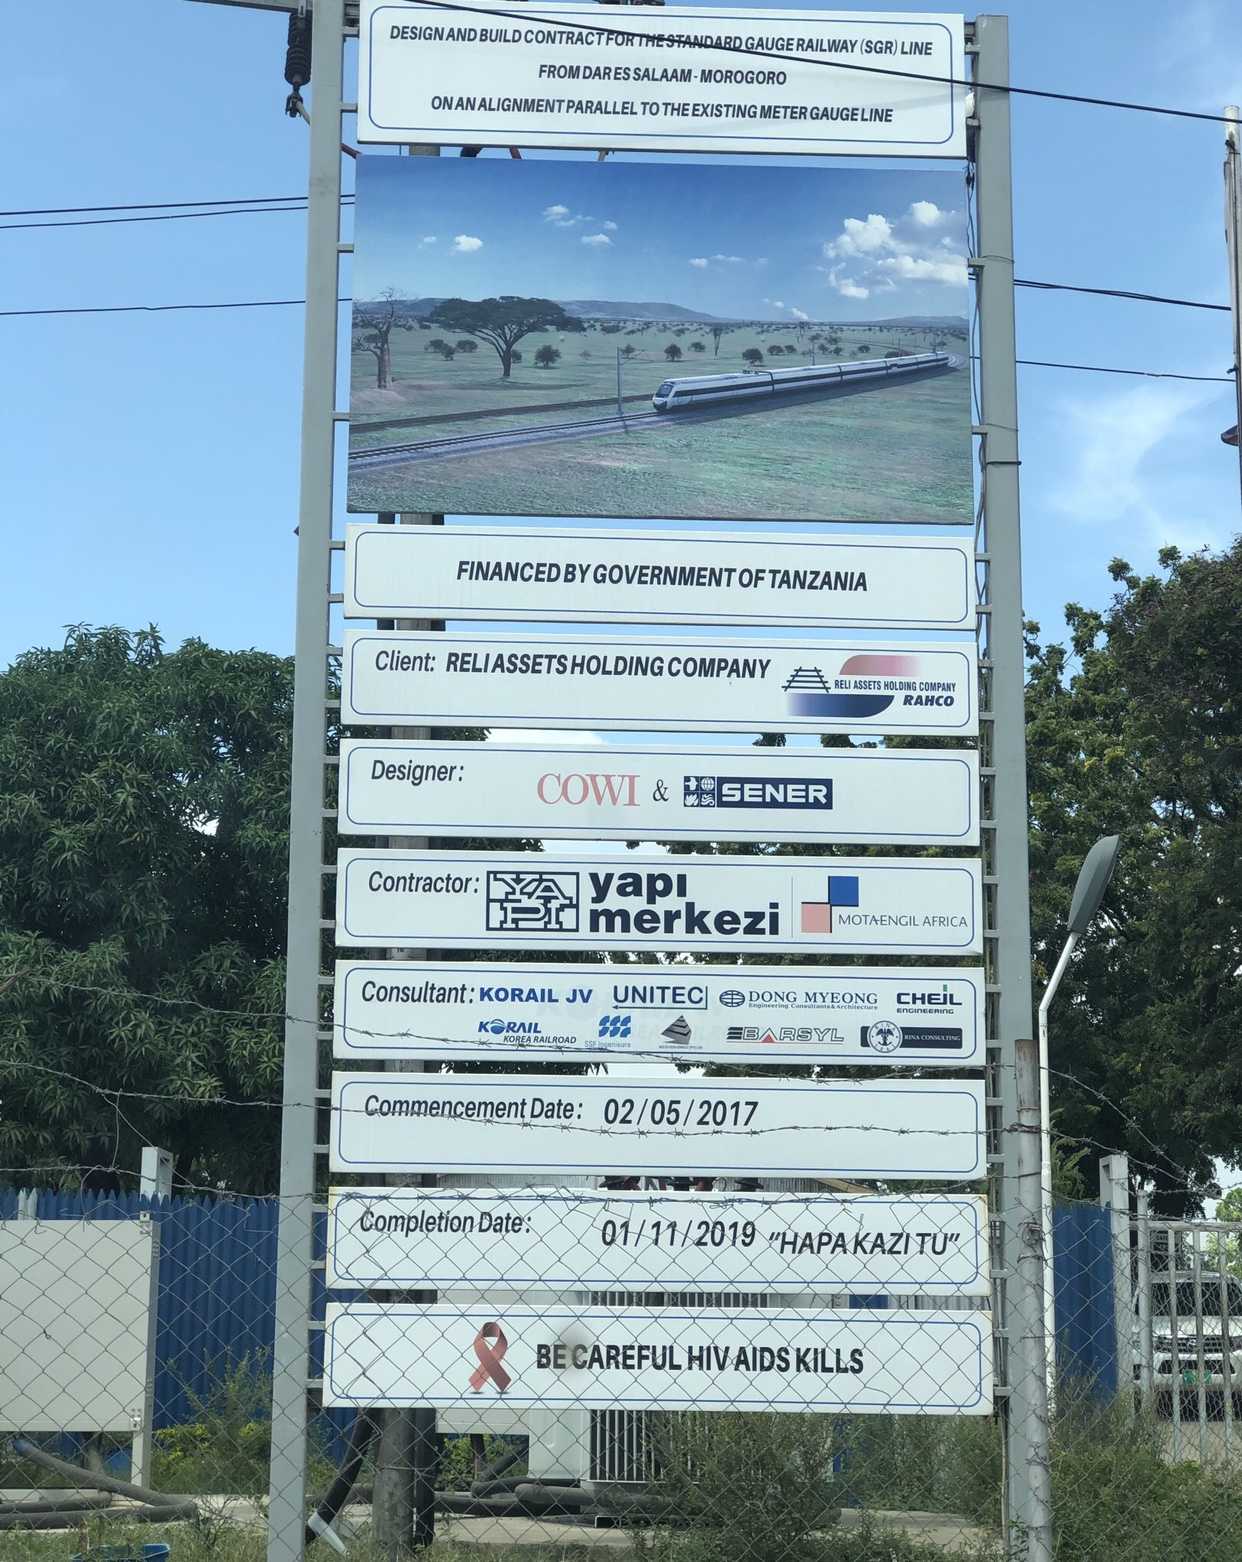 DESIGN AND BUILD CONTRACT FOR THE STANDARD GAUGE RAILWAY (SGR) LINE
FROM DAR ES SALAAM - MOROGORO
ON AN ALIGNMENT PARALLEL TO THE EXISTING METER GAUGE LINE
FINANCED BY GOVERNMENT OF TANZANIA
Client: RELI ASSETS HOLDING COMPANY
RELI ASSETS HOLDING COMPANY
RAHCO
Designer: COWI & SENER
Contractor: YAPI yapı merkezi MOTA-ENGIL AFRICA
Consultant: KORAIL JV UNITEC DONG MYEONG Engineering Consultants & Architecture CHEIL ENGINEERING
KORAIL KOREA RAILROAD SSF Ingenieure BARSYL RINA CONSULTING
Commencement Date: 02/05/2017
Completion Date: 01/11/2019 "HAPA KAZI TU"
BE CAREFUL HIV AIDS KILLS